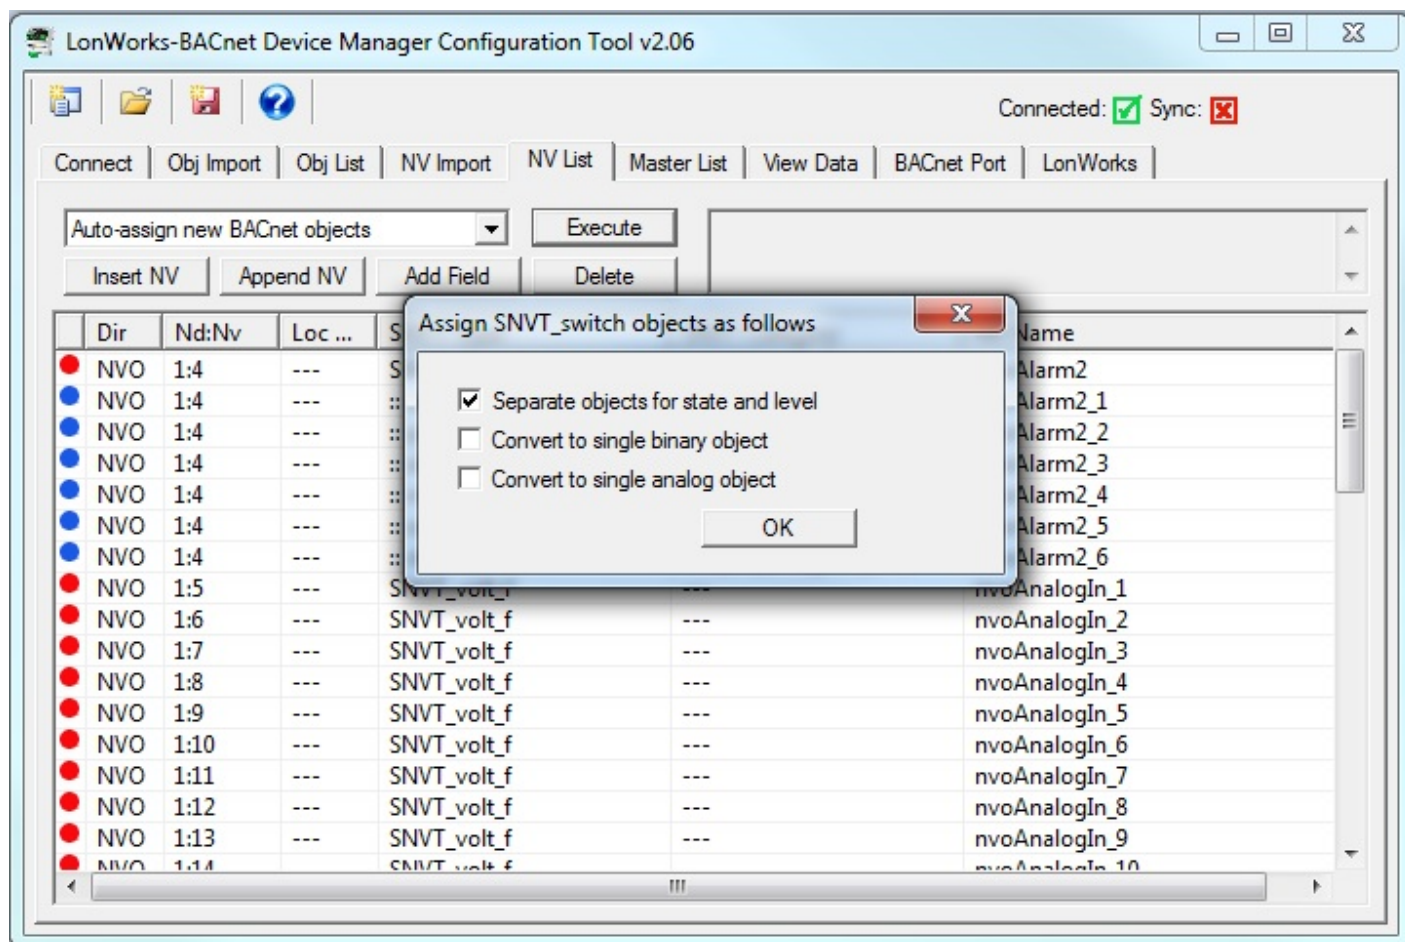 LonWorks-BACnet Device Manager Configuration Tool v2.06
Connected: Sync:
Connect Obj Import Obj List NV Import NV List Master List View Data BACnet Port LonWorks
Auto-assign new BACnet objects Execute
Insert NV Append NV Add Field Delete
Assign SNVT_switch objects as follows
Separate objects for state and level
Convert to single binary object
Convert to single analog object
OK
Dir Nd:Nv Loc ... S Name
NVO 1:4 --- S Alarm2
NVO 1:4 --- :: Alarm2_1
NVO 1:4 --- :: Alarm2_2
NVO 1:4 --- :: Alarm2_3
NVO 1:4 --- :: Alarm2_4
NVO 1:4 --- :: Alarm2_5
NVO 1:4 --- :: Alarm2_6
NVO 1:5 --- SNVT_volt_f --- nvoAnalogIn_1
NVO 1:6 --- SNVT_volt_f --- nvoAnalogIn_2
NVO 1:7 --- SNVT_volt_f --- nvoAnalogIn_3
NVO 1:8 --- SNVT_volt_f --- nvoAnalogIn_4
NVO 1:9 --- SNVT_volt_f --- nvoAnalogIn_5
NVO 1:10 --- SNVT_volt_f --- nvoAnalogIn_6
NVO 1:11 --- SNVT_volt_f --- nvoAnalogIn_7
NVO 1:12 --- SNVT_volt_f --- nvoAnalogIn_8
NVO 1:13 --- SNVT_volt_f --- nvoAnalogIn_9
NVO 1:14 SNVT_volt_f nvoAnalogIn_10